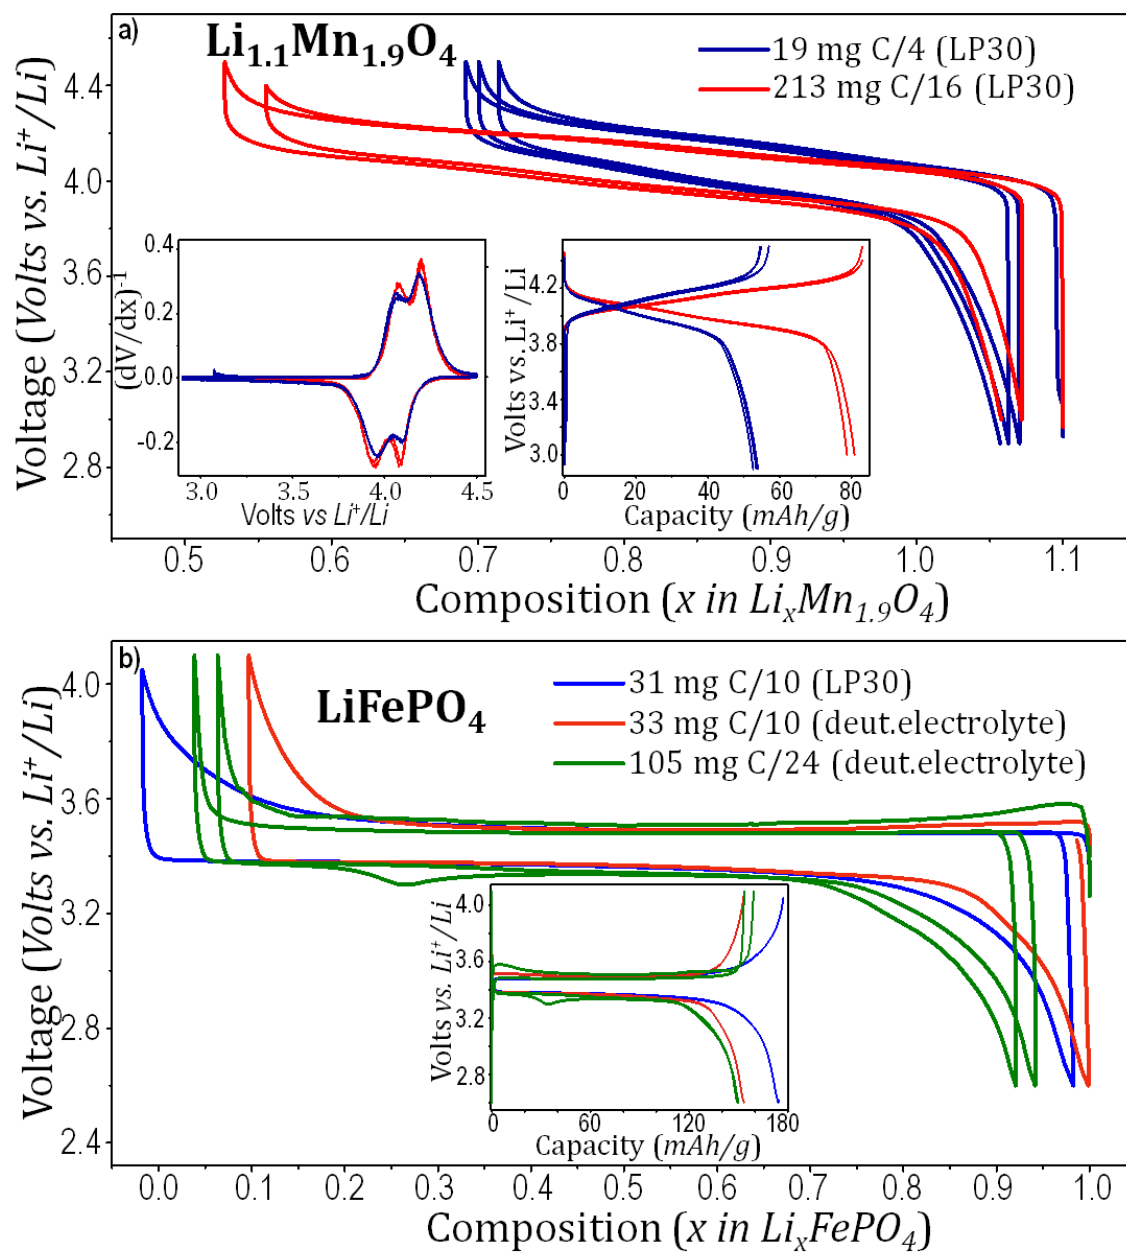 a)
Li1.1Mn1.9O4
19 mg C/4 (LP30)
213 mg C/16 (LP30)
Voltage (Volts vs. Li+/Li)
4.4
4.0
3.6
3.2
2.8
(dV/dx)-1
0.4
0.2
0.0
-0.2
3.0 3.5 4.0 4.5
Volts vs Li+/Li
Volts vs. Li+/Li
4.2
3.8
3.4
3.0
0 20 40 60 80
Capacity (mAh/g)
0.5 0.6 0.7 0.8 0.9 1.0 1.1
Composition (x in LixMn1.9O4)
b)
LiFePO4
31 mg C/10 (LP30)
33 mg C/10 (deut.electrolyte)
105 mg C/24 (deut.electrolyte)
Voltage (Volts vs. Li+/Li)
4.0
3.6
3.2
2.8
2.4
Volts vs. Li+/Li
4.0
3.6
3.2
2.8
0 60 120 180
Capacity (mAh/g)
0.0 0.1 0.2 0.3 0.4 0.5 0.6 0.7 0.8 0.9 1.0
Composition (x in LixFePO4)